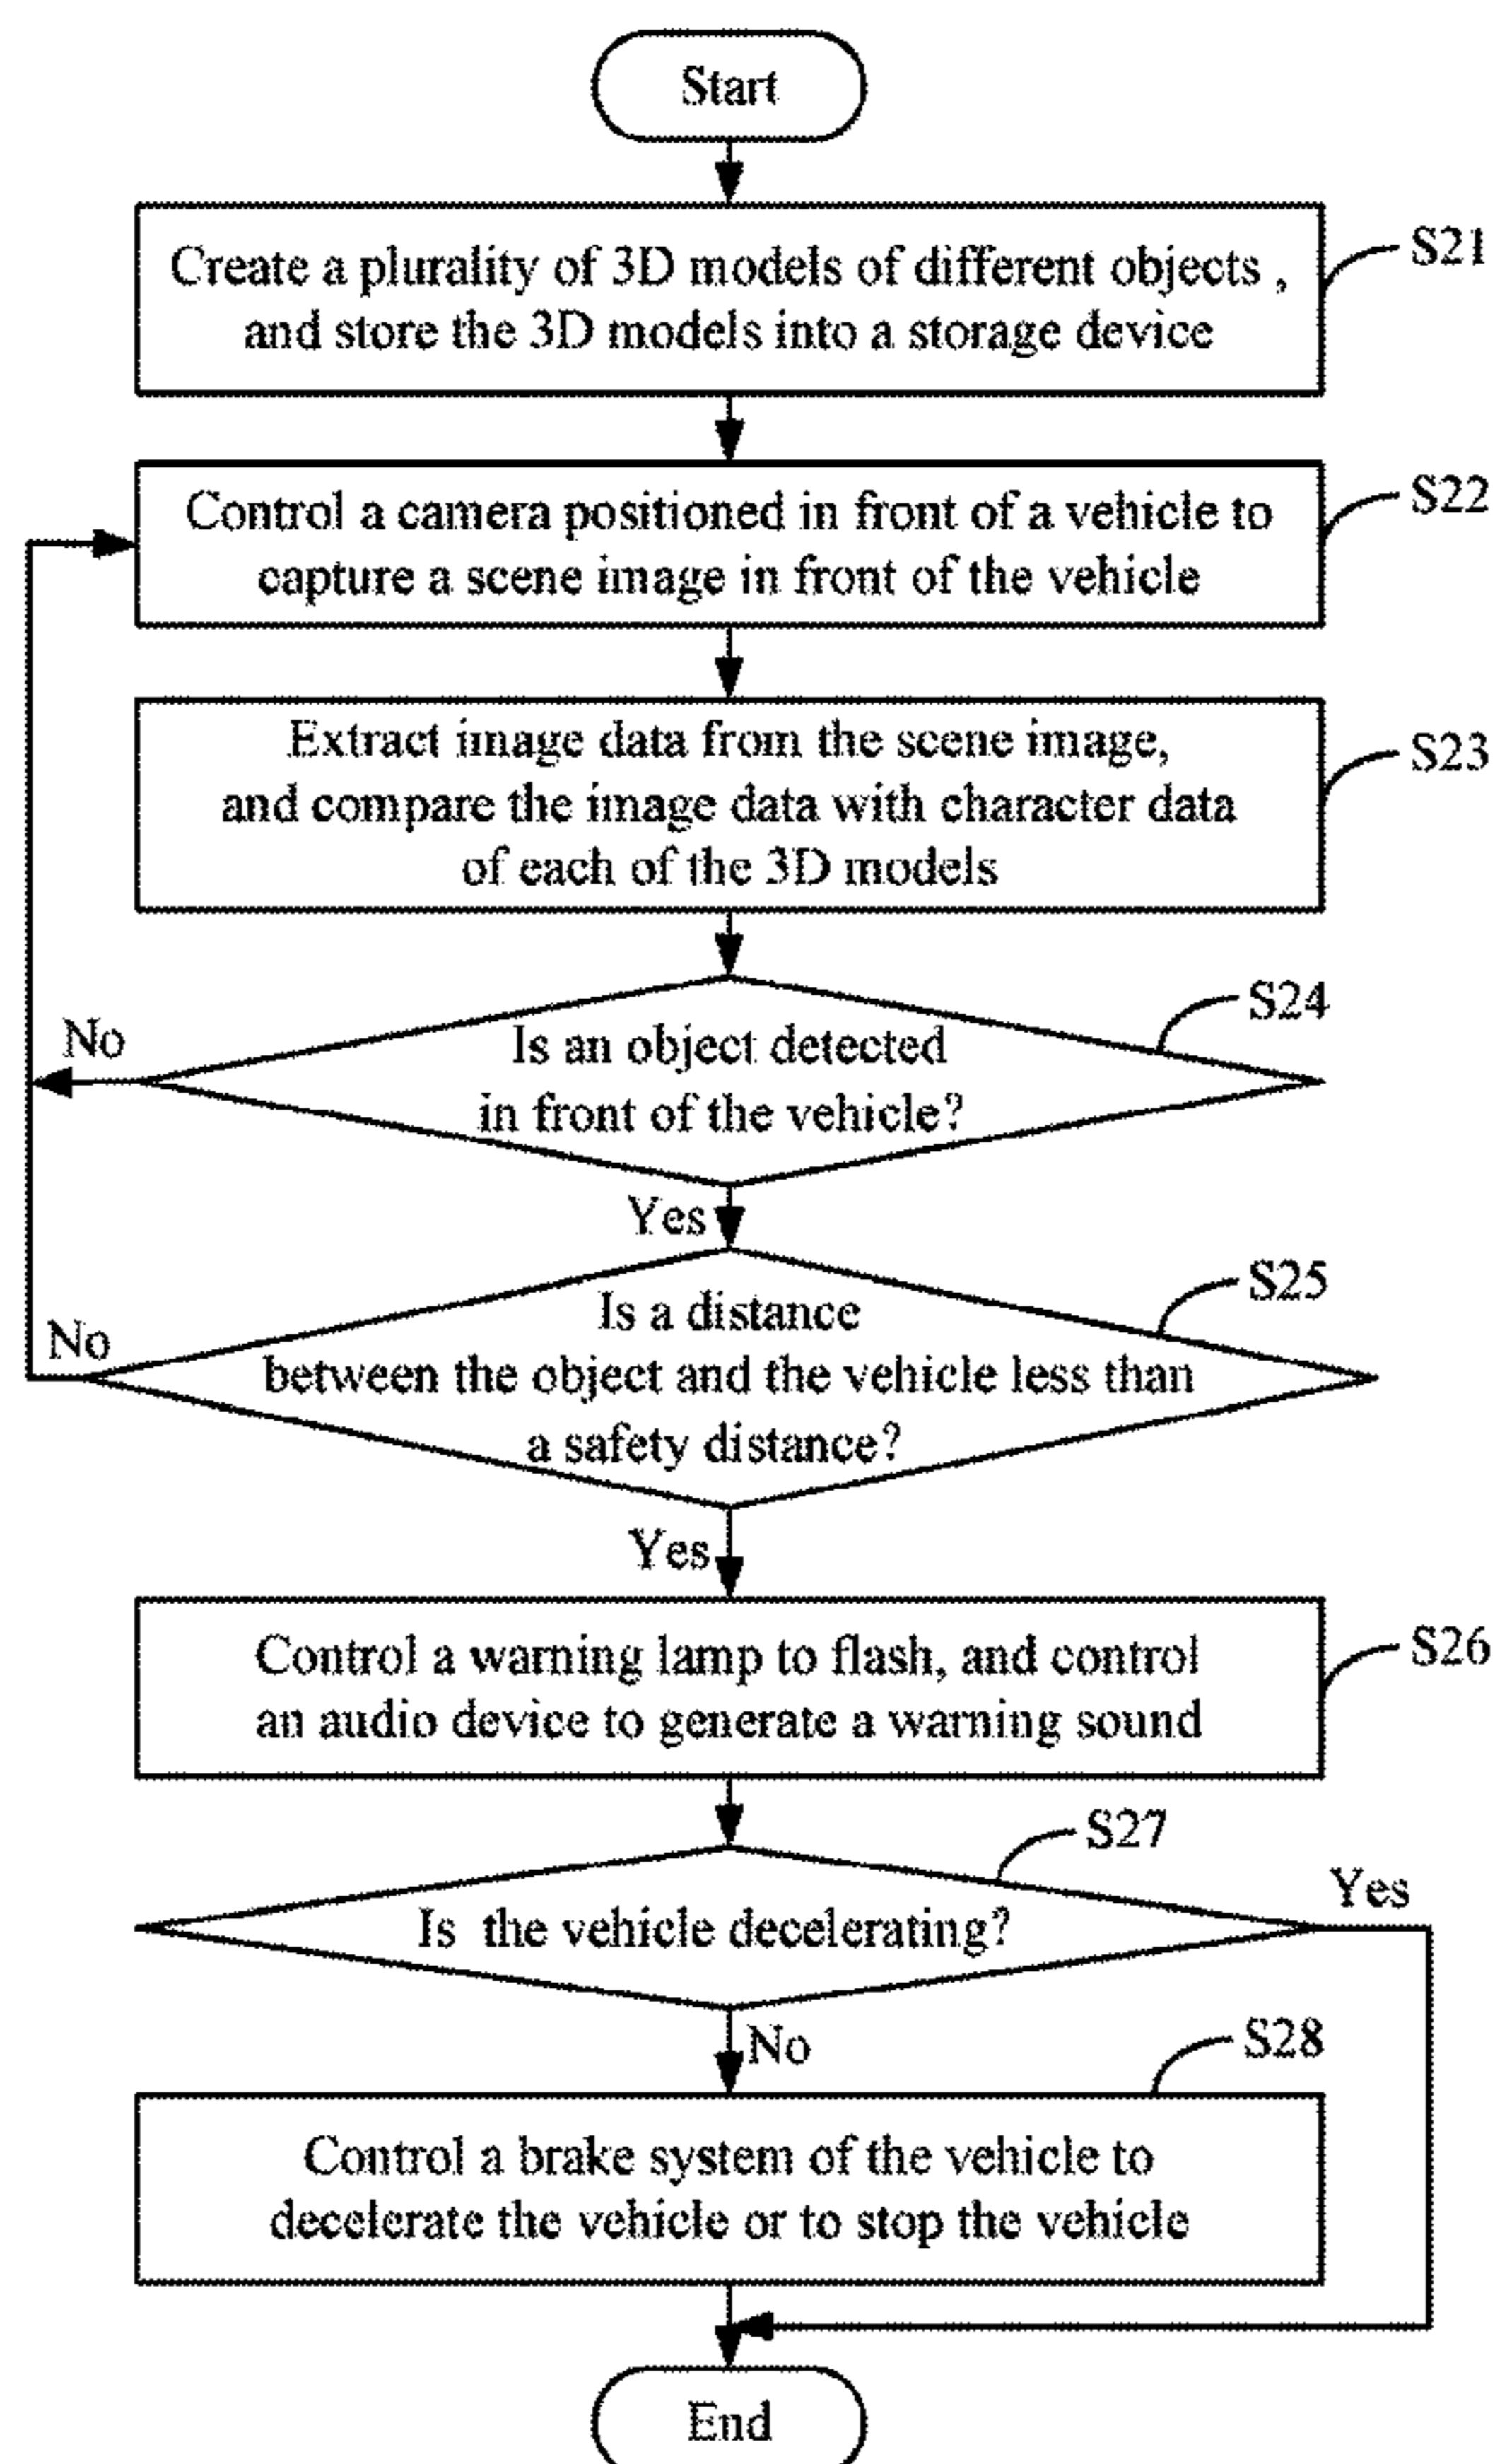 Start
Create a plurality of 3D models of different objects ,
and store the 3D models into a storage device
S21
Control a camera positioned in front of a vehicle to
capture a scene image in front of the vehicle
S22
Extract image data from the scene image,
and compare the image data with character data
of each of the 3D models
S23
Is an object detected
in front of the vehicle?
S24
No
Yes
Is a distance
between the object and the vehicle less than
a safety distance?
S25
No
Yes
Control a warning lamp to flash, and control
an audio device to generate a warning sound
S26
Is the vehicle decelerating?
S27
Yes
No
S28
Control a brake system of the vehicle to
decelerate the vehicle or to stop the vehicle
End